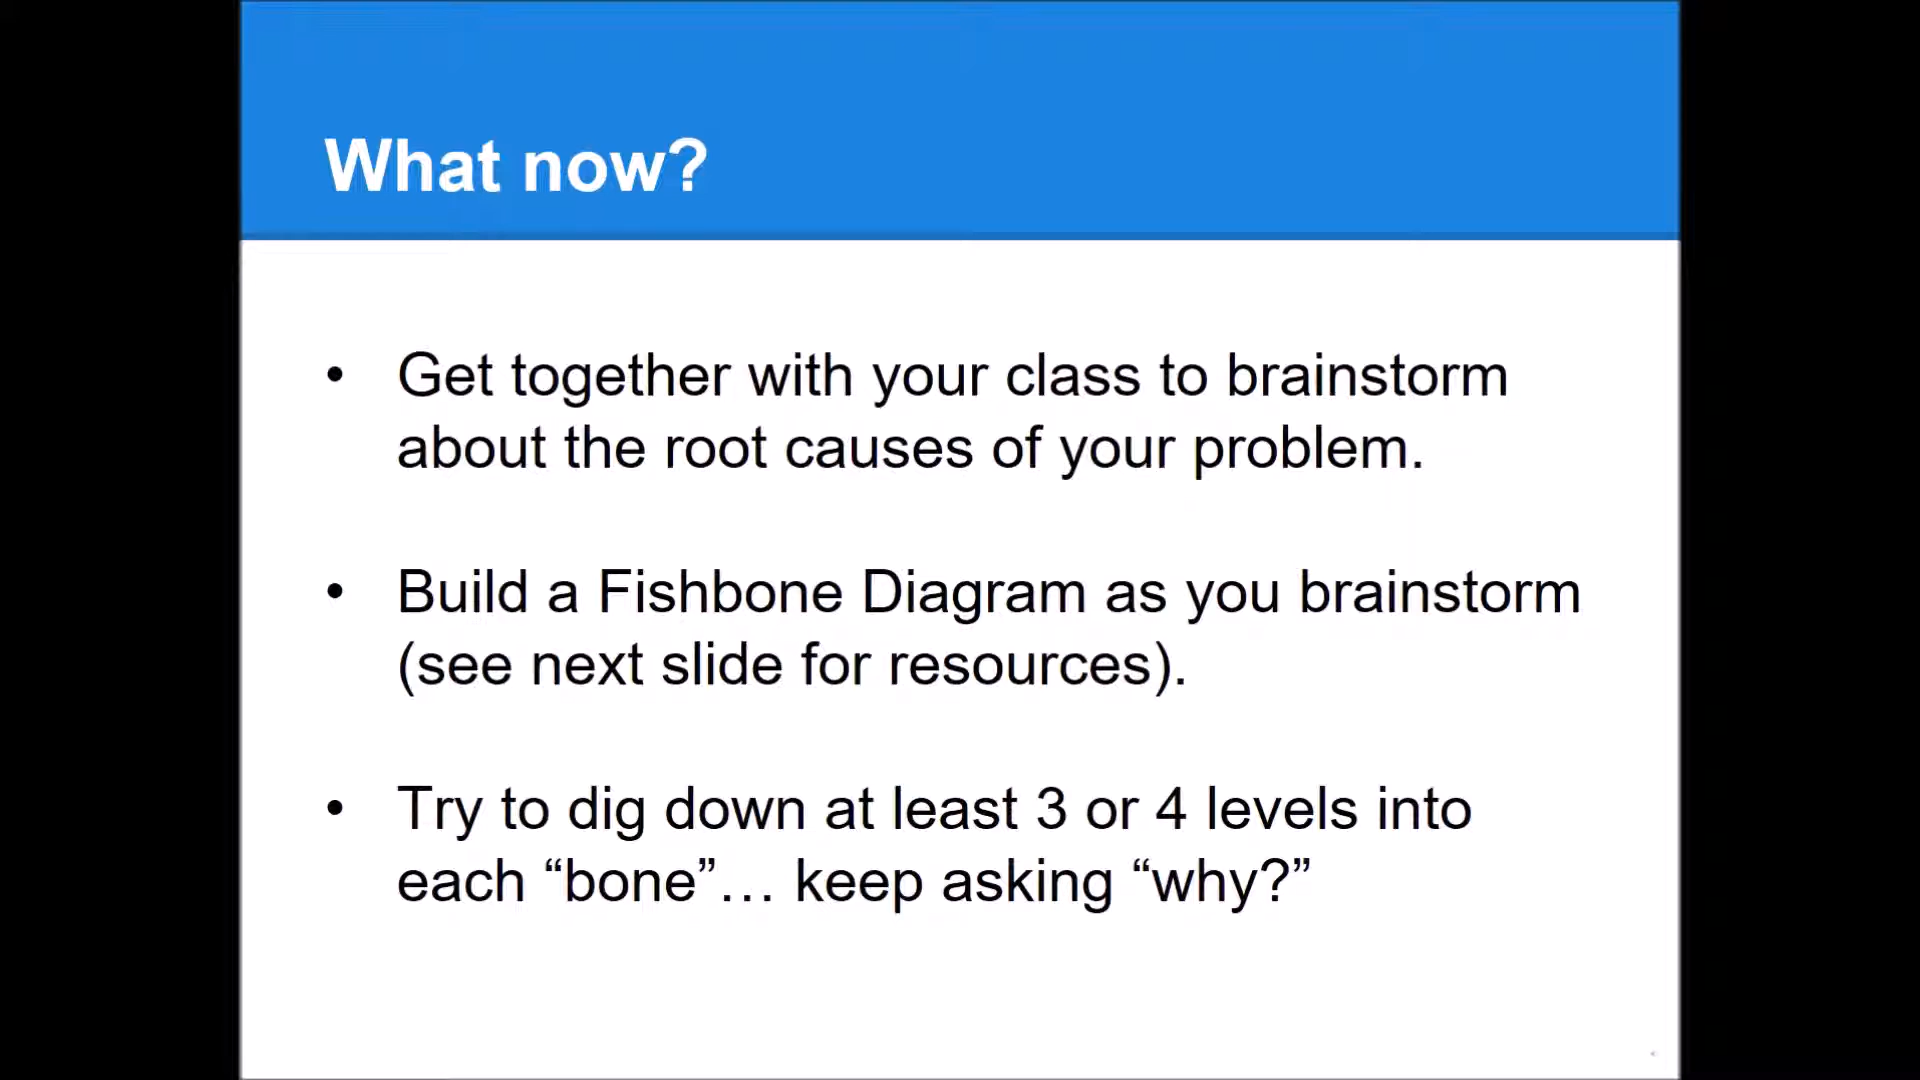 What now?
• Get together with your class to brainstorm
about the root causes of your problem.
• Build a Fishbone Diagram as you brainstorm
(see next slide for resources).
• Try to dig down at least 3 or 4 levels into
each “bone”… keep asking “why?”